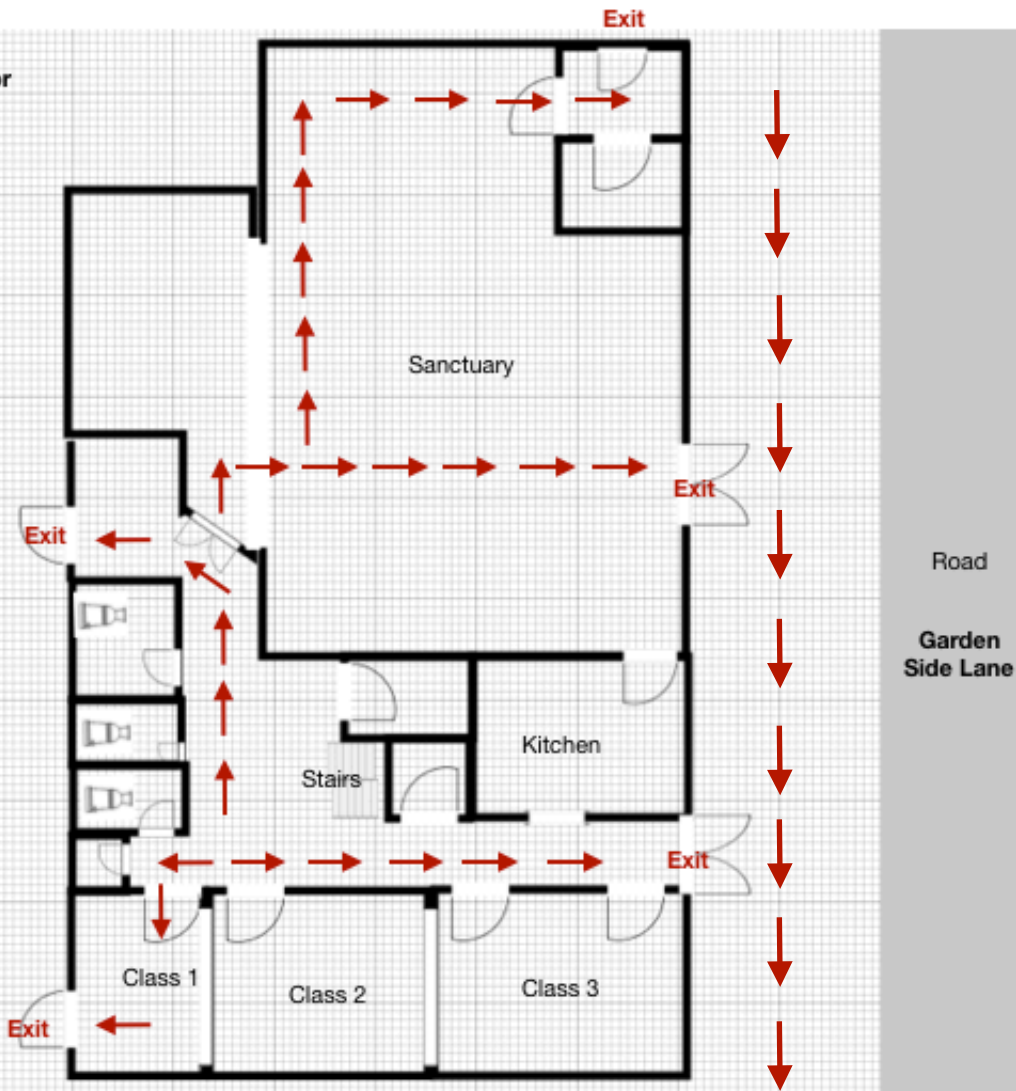 Exit
Sanctuary
Exit
Exit
Road
Garden
Side Lane
Kitchen
Stairs
Exit
Class 1
Class 2
Class 3
Exit